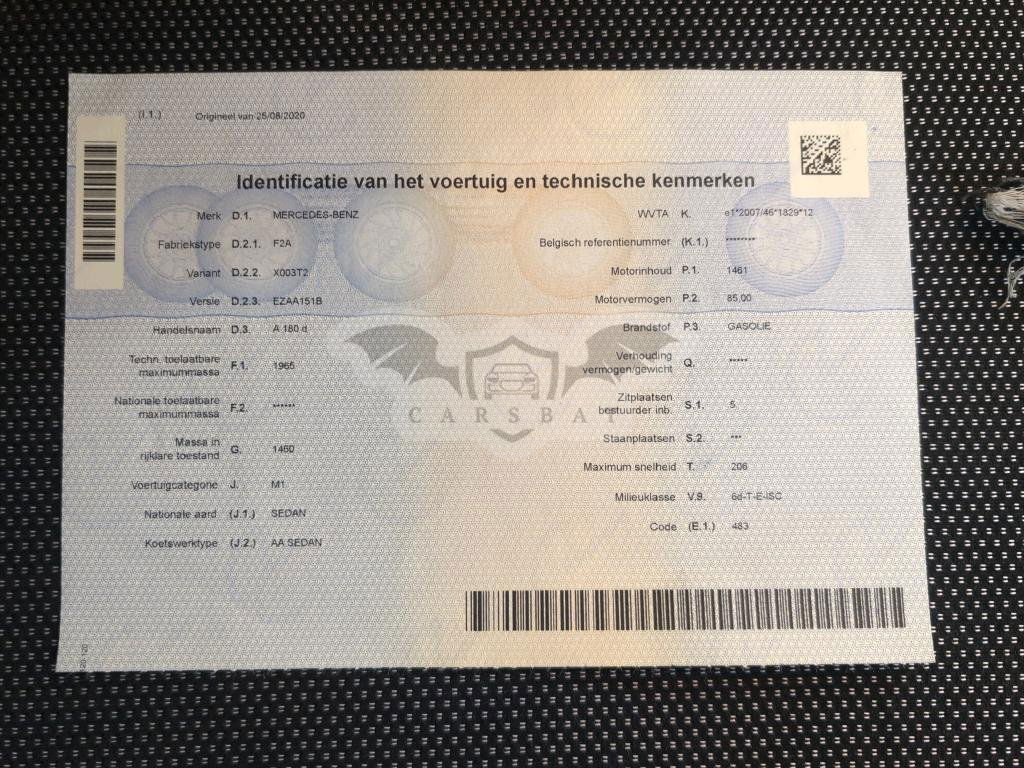 (I.1.) Origineel van 25/08/2020
Identificatie van het voertuig en technische kenmerken
Merk D.1. MERCEDES-BENZ
Fabriekstype D.2.1. F2A
Variant D.2.2. X003T2
Versie D.2.3. EZAA151B
Handelsnaam D.3. A 180 d
Techn. toelaatbare
maximummassa F.1. 1965
Nationale toelaatbare
maximummassa F.2. ******
Massa in
rijklare toestand G. 1460
Voertuigcategorie J. M1
Nationale aard (J.1.) SEDAN
Koetswerktype (J.2.) AA SEDAN
WVTA K. e1*2007/46*1829*12
Belgisch referentienummer (K.1.) ********
Motorinhoud P.1. 1461
Motorvermogen P.2. 85,00
Brandstof P.3. GASOLIE
Verhouding
vermogen/gewicht Q. *****
Zitplaatsen
bestuurder inb. S.1. 5
Staanplaatsen S.2. ***
Maximum snelheid T. 206
Milieuklasse V.9. 6d-T-E-ISC
Code (E.1.) 483
CARSBAT